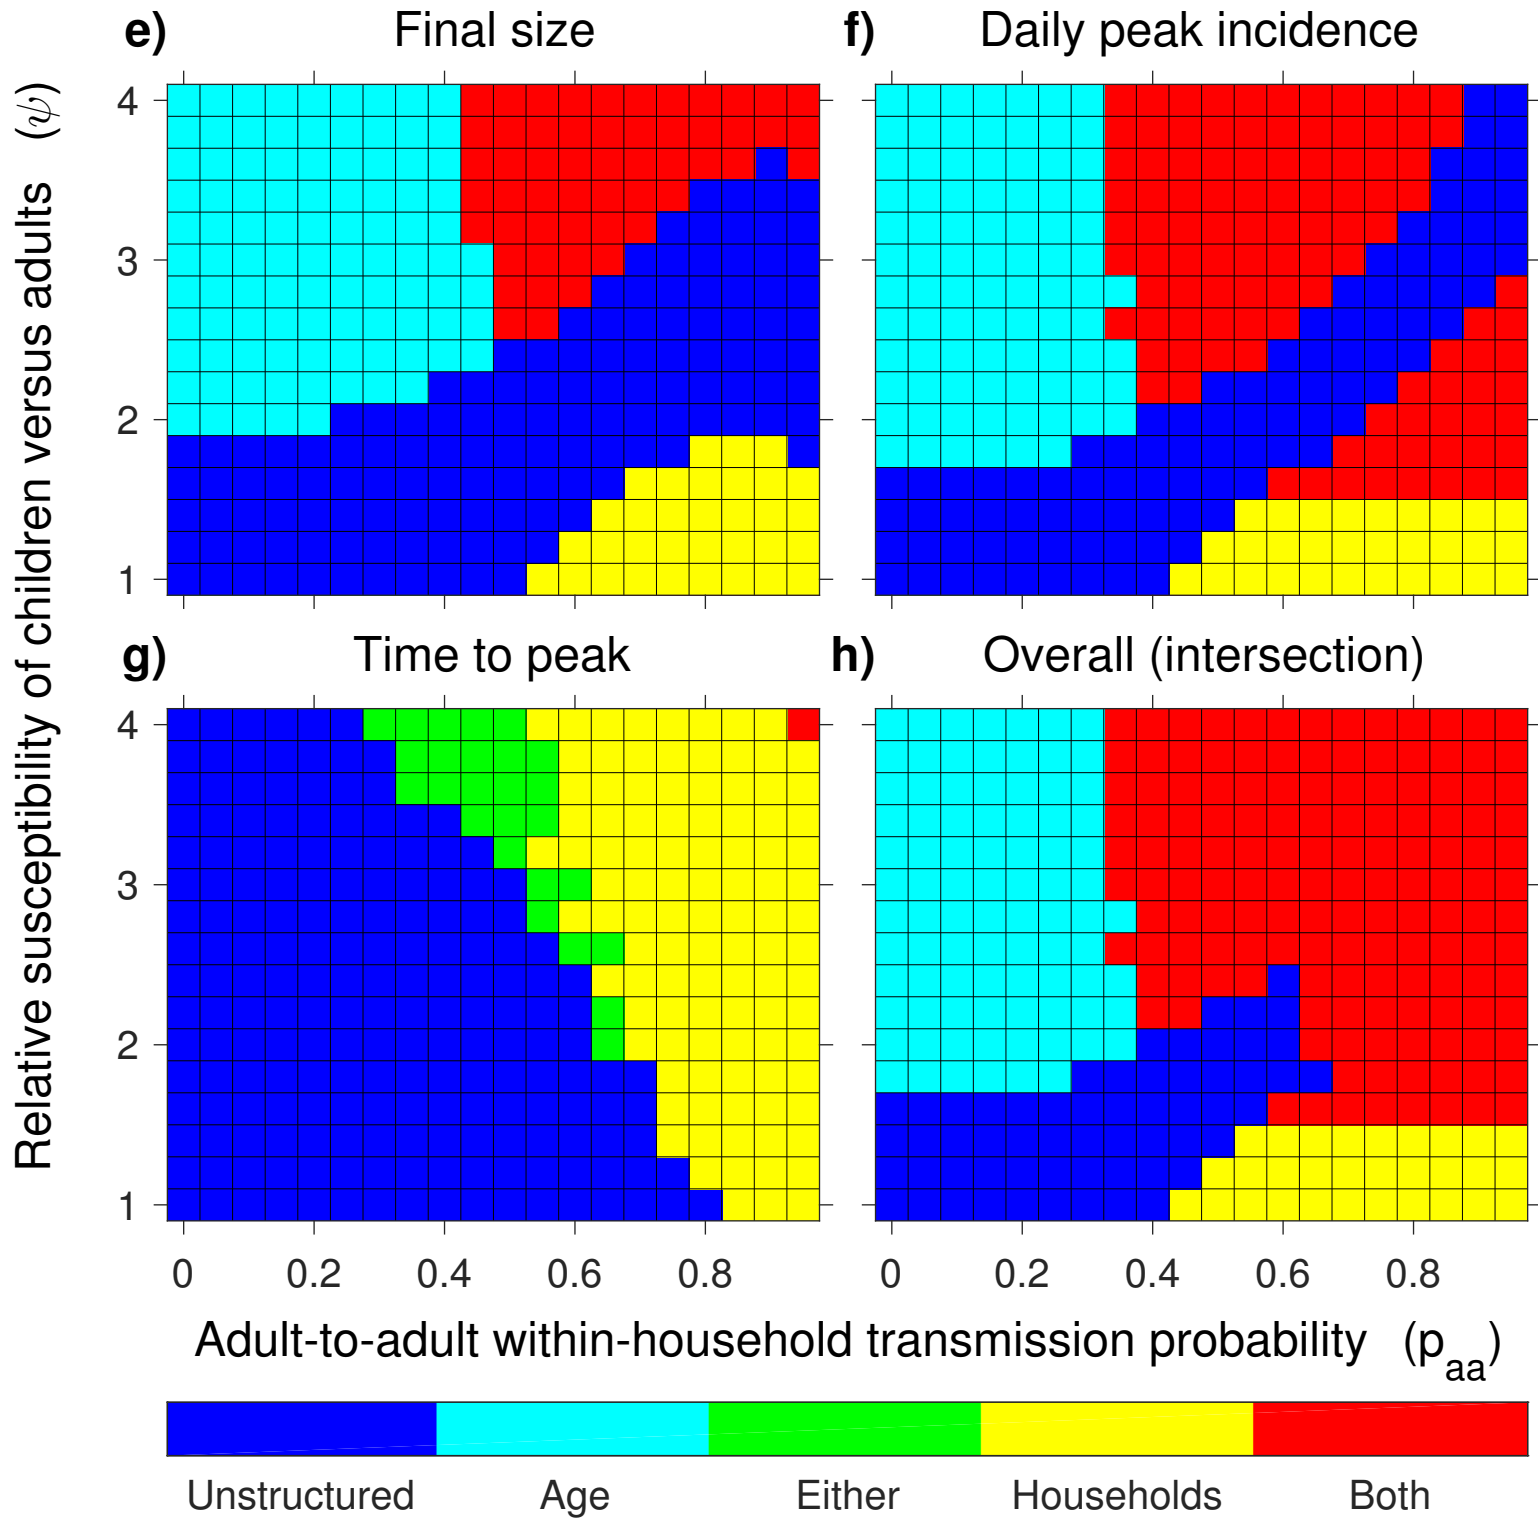 e) Final size
f) Daily peak incidence
Relative susceptibility of children versus adults (ψ)
4
3
2
1
g) Time to peak
h) Overall (intersection)
4
3
2
1
0 0.2 0.4 0.6 0.8
0 0.2 0.4 0.6 0.8
Adult-to-adult within-household transmission probability (p_aa)
Unstructured Age Either Households Both